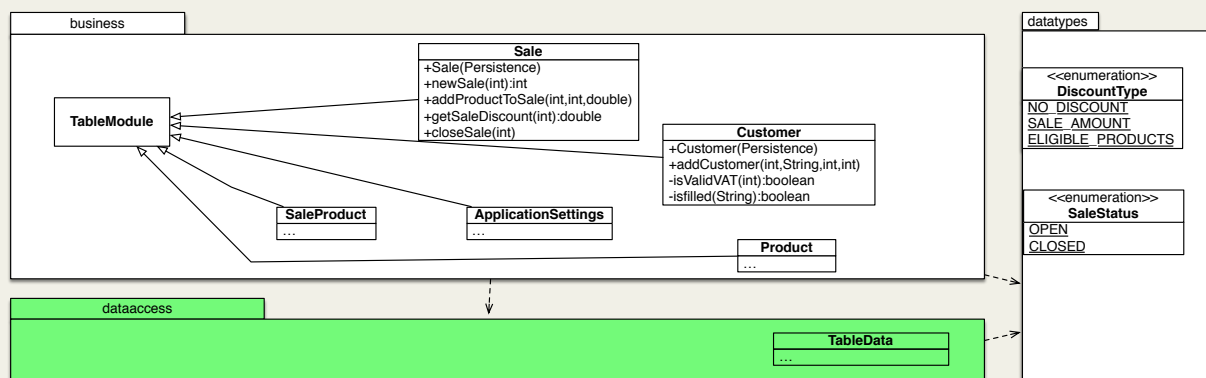 business
Sale
+Sale(Persistence)
+newSale(int):int
+addProductToSale(int,int,double)
+getSaleDiscount(int):double
+closeSale(int)
TableModule
Customer
+Customer(Persistence)
+addCustomer(int,String,int,int)
-isValidVAT(int):boolean
-isfilled(String):boolean
SaleProduct
...
ApplicationSettings
...
Product
...
datatypes
<<enumeration>>
DiscountType
NO_DISCOUNT
SALE_AMOUNT
ELIGIBLE_PRODUCTS
<<enumeration>>
SaleStatus
OPEN
CLOSED
dataaccess
TableData
...